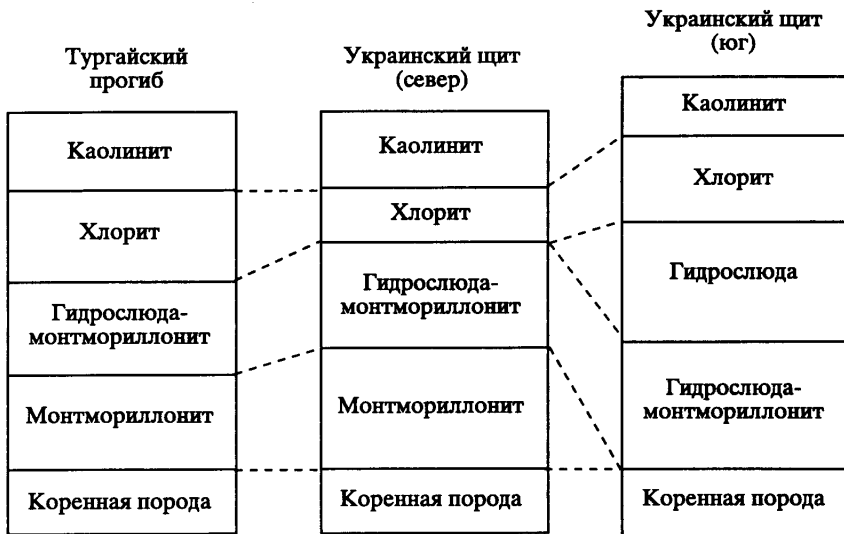 Тургайский
прогиб
Каолинит
Хлорит
Гидрослюда-
монтмориллонит
Монтмориллонит
Коренная порода
Украинский щит
(север)
Каолинит
Хлорит
Гидрослюда-
монтмориллонит
Монтмориллонит
Коренная порода
Украинский щит
(юг)
Каолинит
Хлорит
Гидрослюда
Гидрослюда-
монтмориллонит
Коренная порода